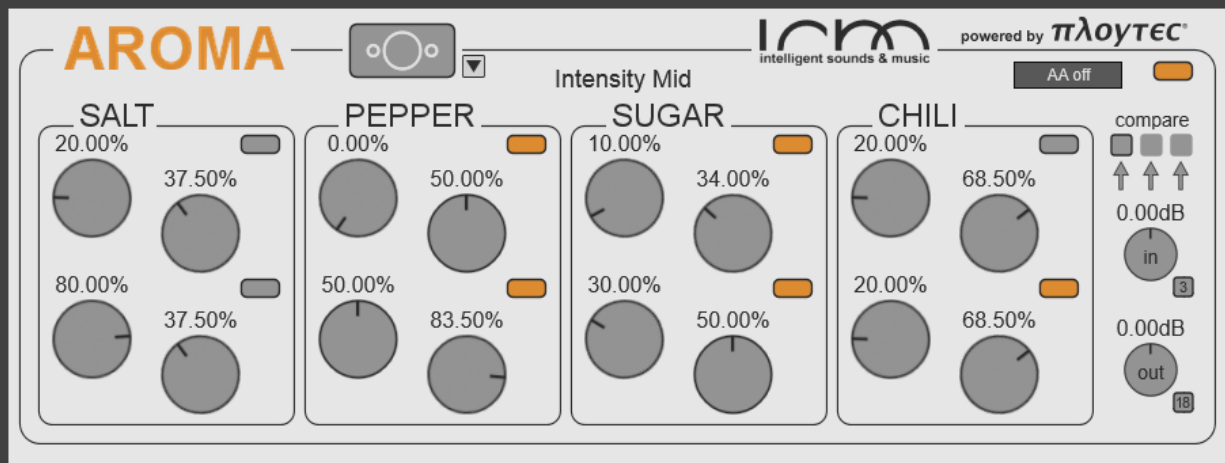 AROMA
ism
intelligent sounds & music
powered by πλογτεc®
Intensity Mid
AA off
SALT
PEPPER
SUGAR
CHILI
compare
20.00%
37.50%
80.00%
37.50%
0.00%
50.00%
50.00%
83.50%
10.00%
34.00%
30.00%
50.00%
20.00%
68.50%
20.00%
68.50%
0.00dB
in
3
0.00dB
out
18